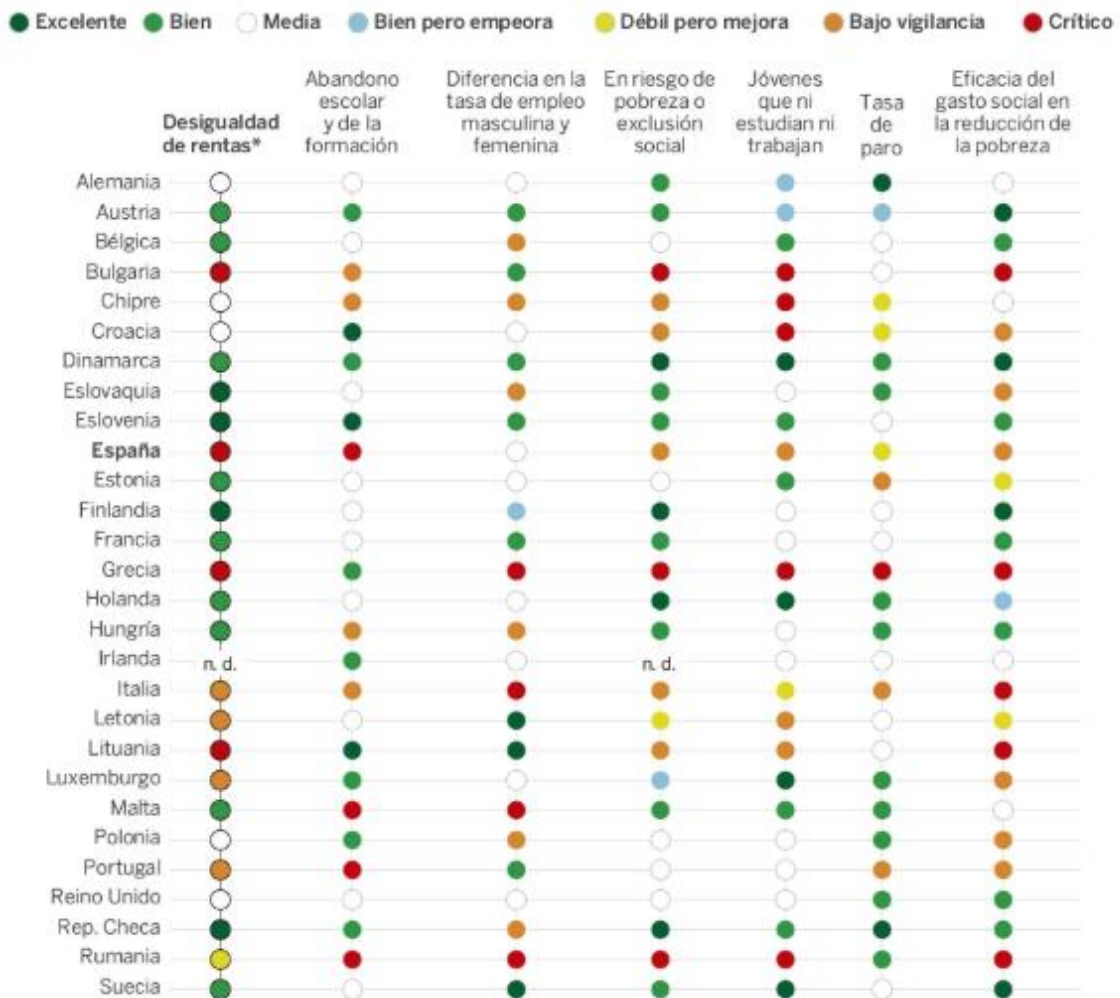 Excelente Bien Media Bien pero empeora Débil pero mejora Bajo vigilancia Crítico
Desigualdad
de rentas*
Abandono
escolar
y de la
formación
Diferencia en la
tasa de empleo
masculina y
femenina
En riesgo de
pobreza o
exclusión
social
Jóvenes
que ni
estudian ni
trabajan
Tasa
de
paro
Eficacia del
gasto social en
la reducción de
la pobreza
Alemania
Austria
Bélgica
Bulgaria
Chipre
Croacia
Dinamarca
Eslovaquia
Eslovenia
España
Estonia
Finlandia
Francia
Grecia
Holanda
Hungría
Irlanda n. d. n. d.
Italia
Letonia
Lituania
Luxemburgo
Malta
Polonia
Portugal
Reino Unido
Rep. Checa
Rumania
Suecia